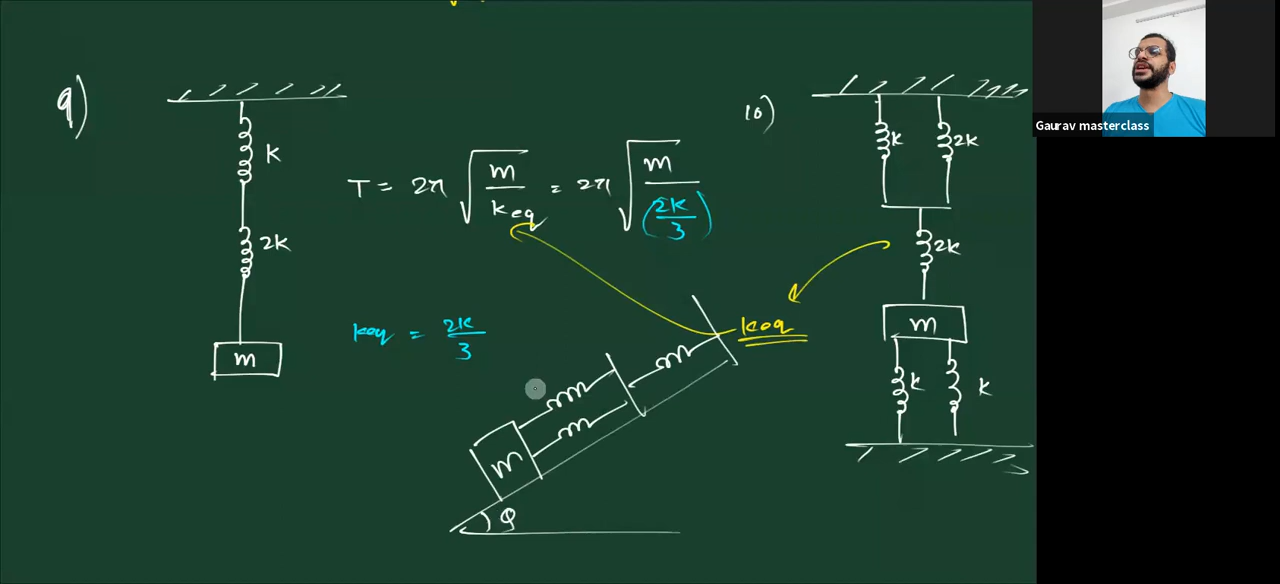 9)
K
2K
m
T = 2π √(m/keq) = 2π √(m/(2K/3))
keq = 2K/3
m
φ
keq
10)
K
2K
2K
m
K
K
Gaurav masterclass